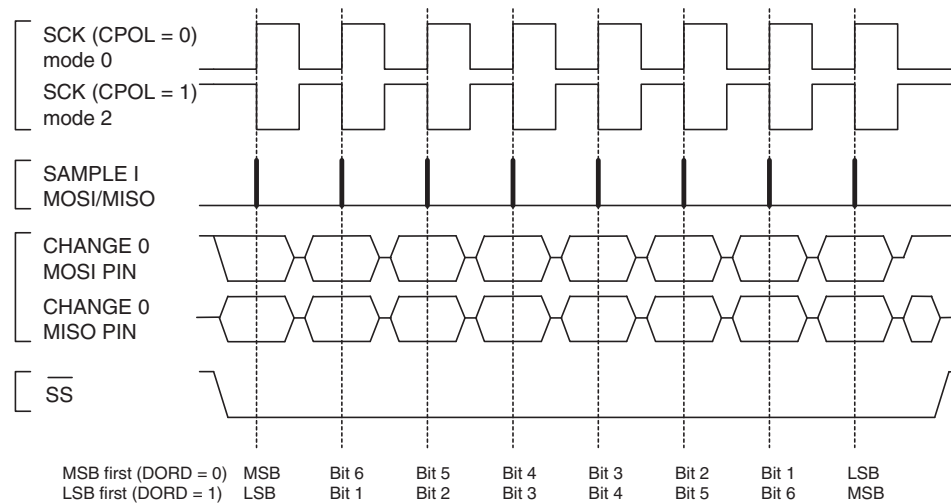 SCK (CPOL = 0)
mode 0
SCK (CPOL = 1)
mode 2
SAMPLE I
MOSI/MISO
CHANGE 0
MOSI PIN
CHANGE 0
MISO PIN
SS
MSB first (DORD = 0) MSB Bit 6 Bit 5 Bit 4 Bit 3 Bit 2 Bit 1 LSB
LSB first (DORD = 1) LSB Bit 1 Bit 2 Bit 3 Bit 4 Bit 5 Bit 6 MSB